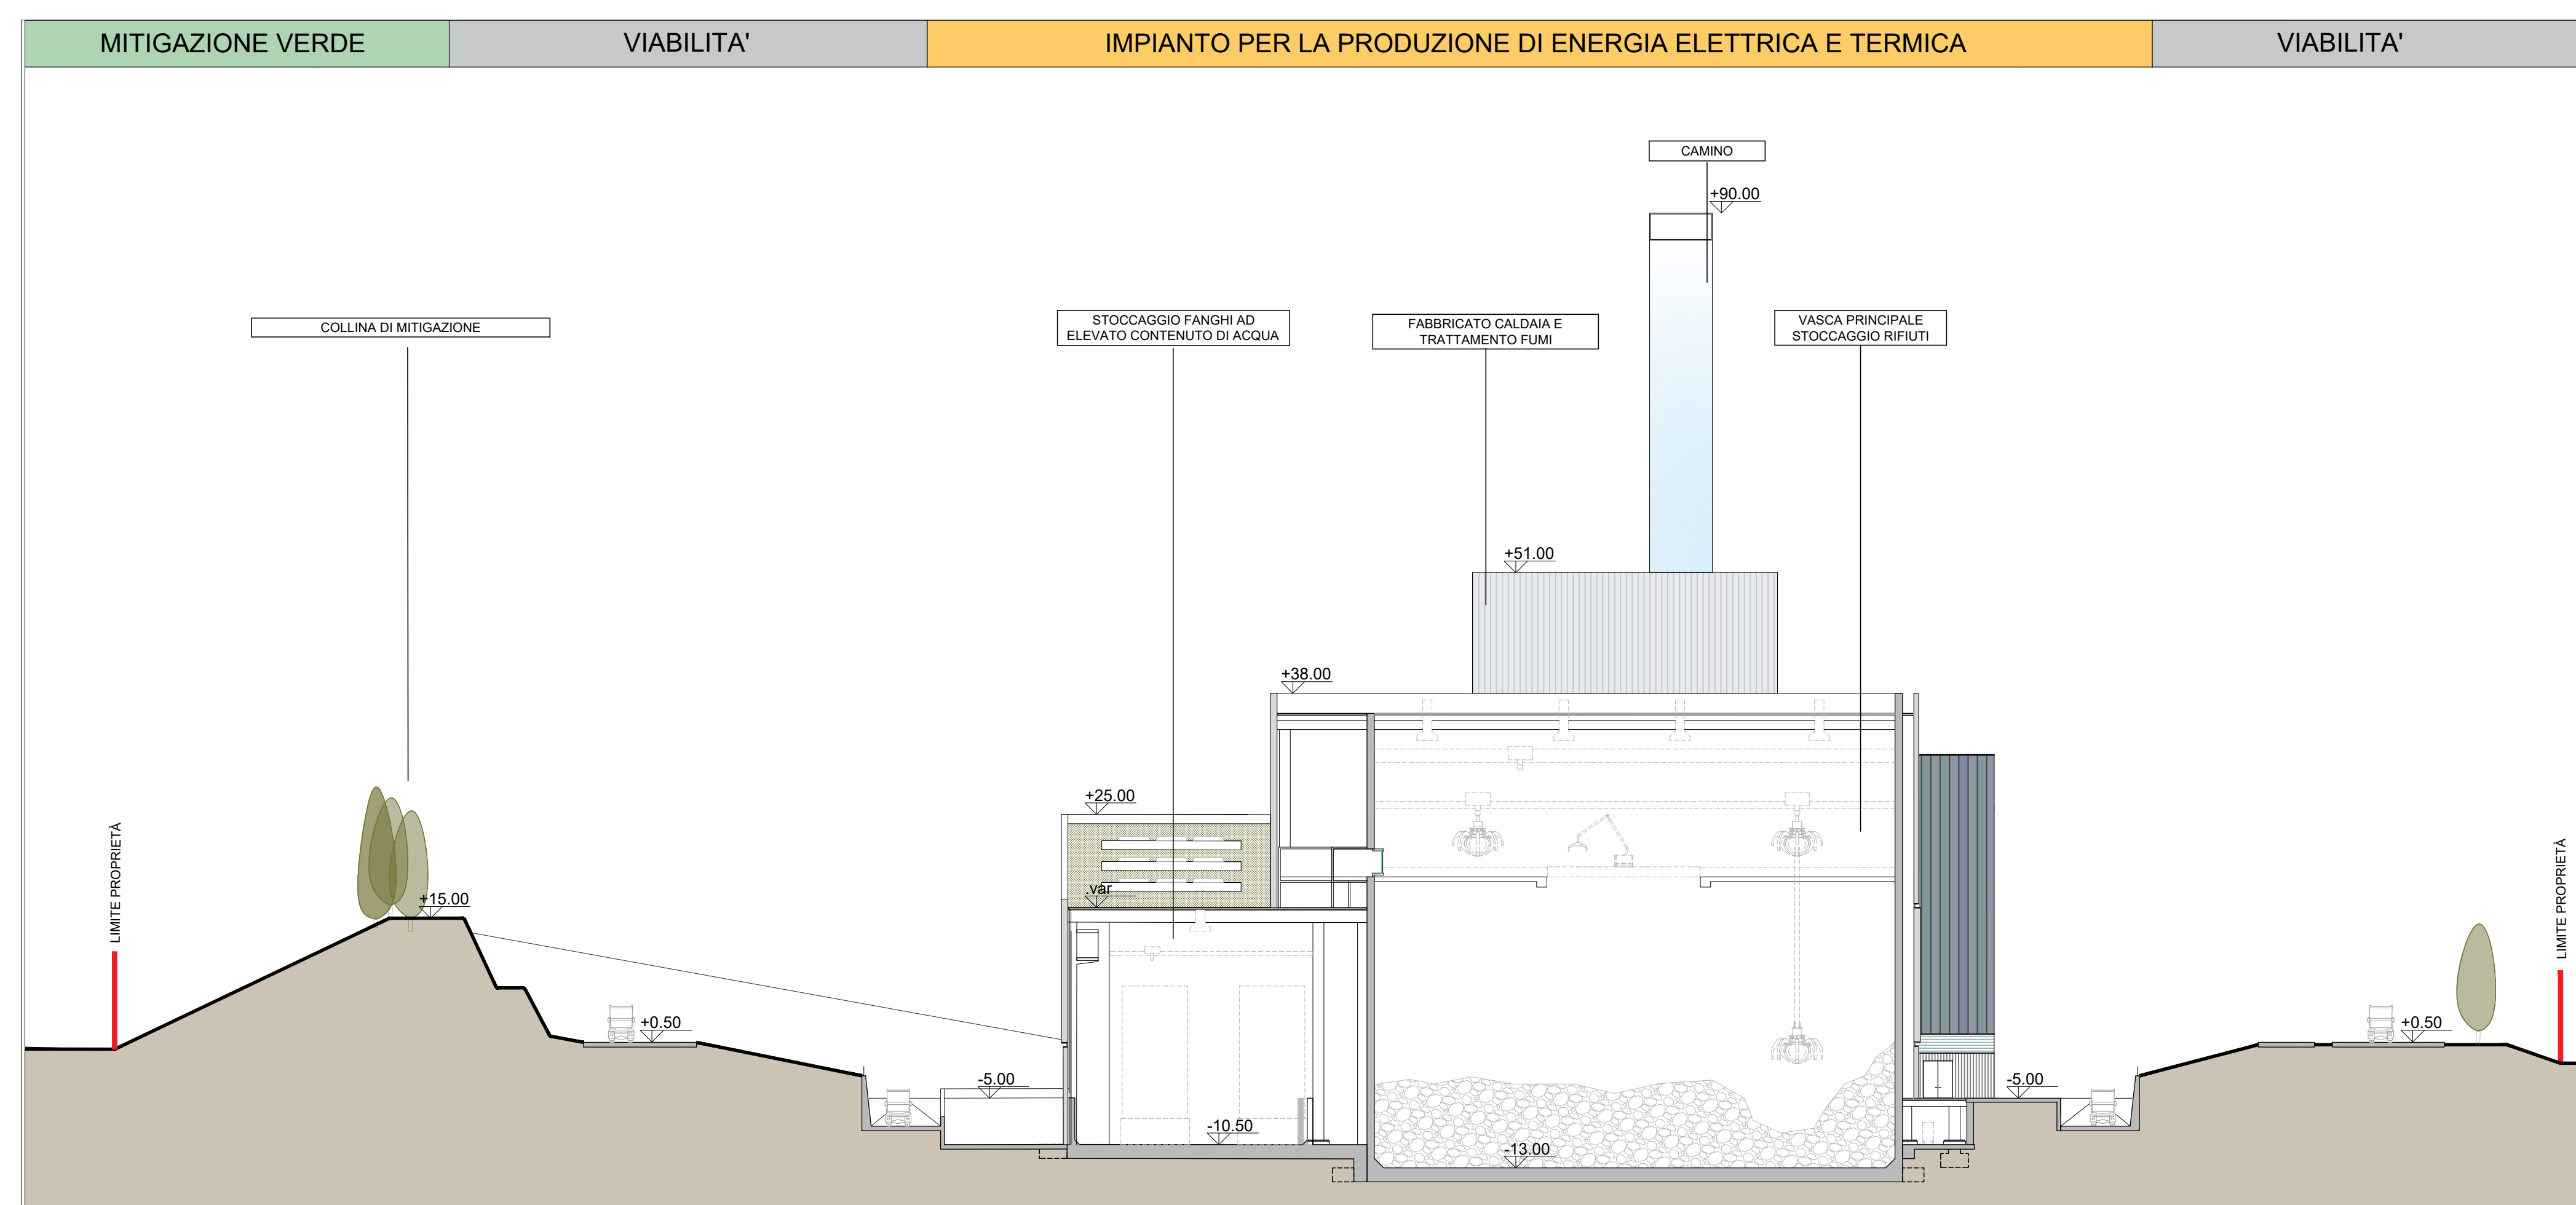 MITIGAZIONE VERDE
VIABILITA'
IMPIANTO PER LA PRODUZIONE DI ENERGIA ELETTRICA E TERMICA
VIABILITA'
CAMINO
+90.00
COLLINA DI MITIGAZIONE
STOCCAGGIO FANGHI AD
ELEVATO CONTENUTO DI ACQUA
FABBRICATO CALDAIA E
TRATTAMENTO FUMI
VASCA PRINCIPALE
STOCCAGGIO RIFIUTI
+51.00
+38.00
+25.00
.var
+15.00
LIMITE PROPRIETÀ
LIMITE PROPRIETÀ
+0.50
+0.50
-5.00
-5.00
-10.50
-13.00